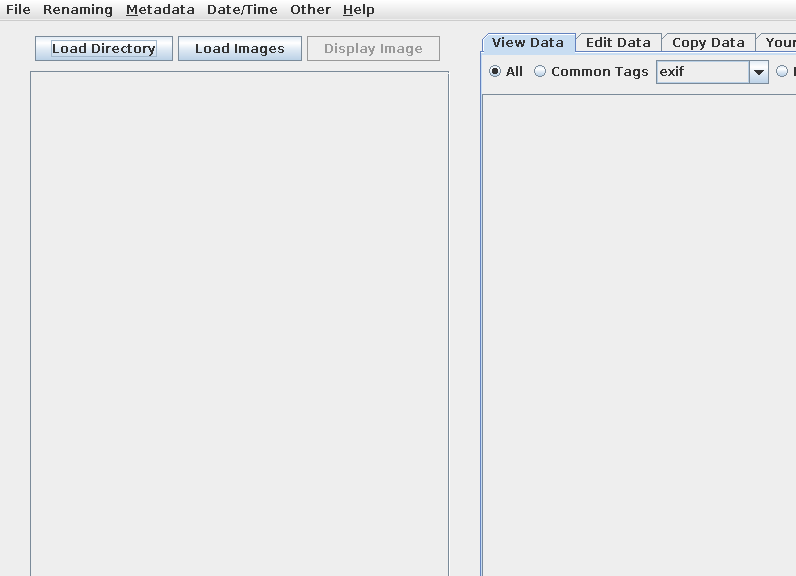 File Renaming Metadata Date/Time Other Help
Load Directory Load Images Display Image
View Data Edit Data Copy Data Your
All Common Tags exif